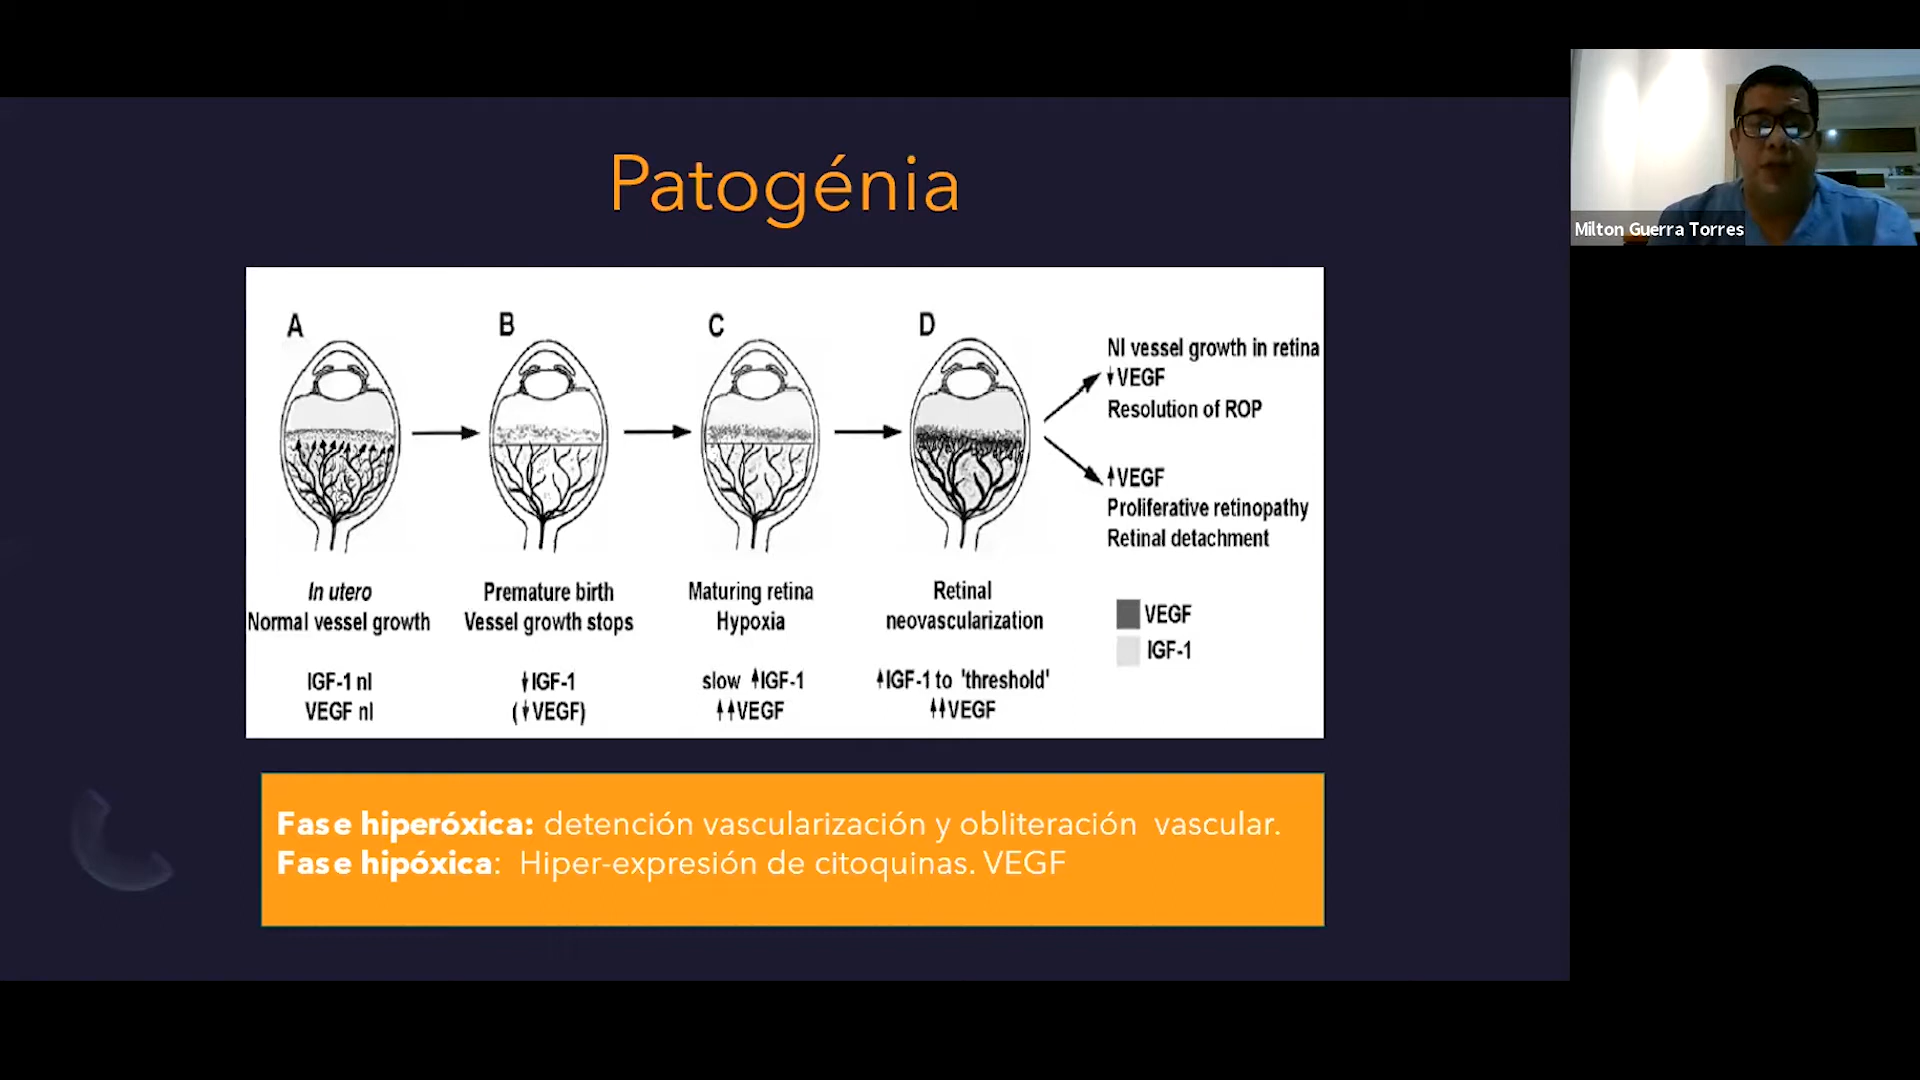 Patogénia
Milton Guerra Torres
A
B
C
D
Nl vessel growth in retina
↓VEGF
Resolution of ROP
↑VEGF
Proliferative retinopathy
Retinal detachment
In utero
Normal vessel growth
IGF-1 nl
VEGF nl
Premature birth
Vessel growth stops
↓IGF-1
(↓VEGF)
Maturing retina
Hypoxia
slow ↑IGF-1
↑↑VEGF
Retinal
neovascularization
↑IGF-1 to 'threshold'
↑↑VEGF
VEGF
IGF-1
Fase hiperóxica: detención vascularización y obliteración vascular.
Fase hipóxica: Hiper-expresión de citoquinas. VEGF